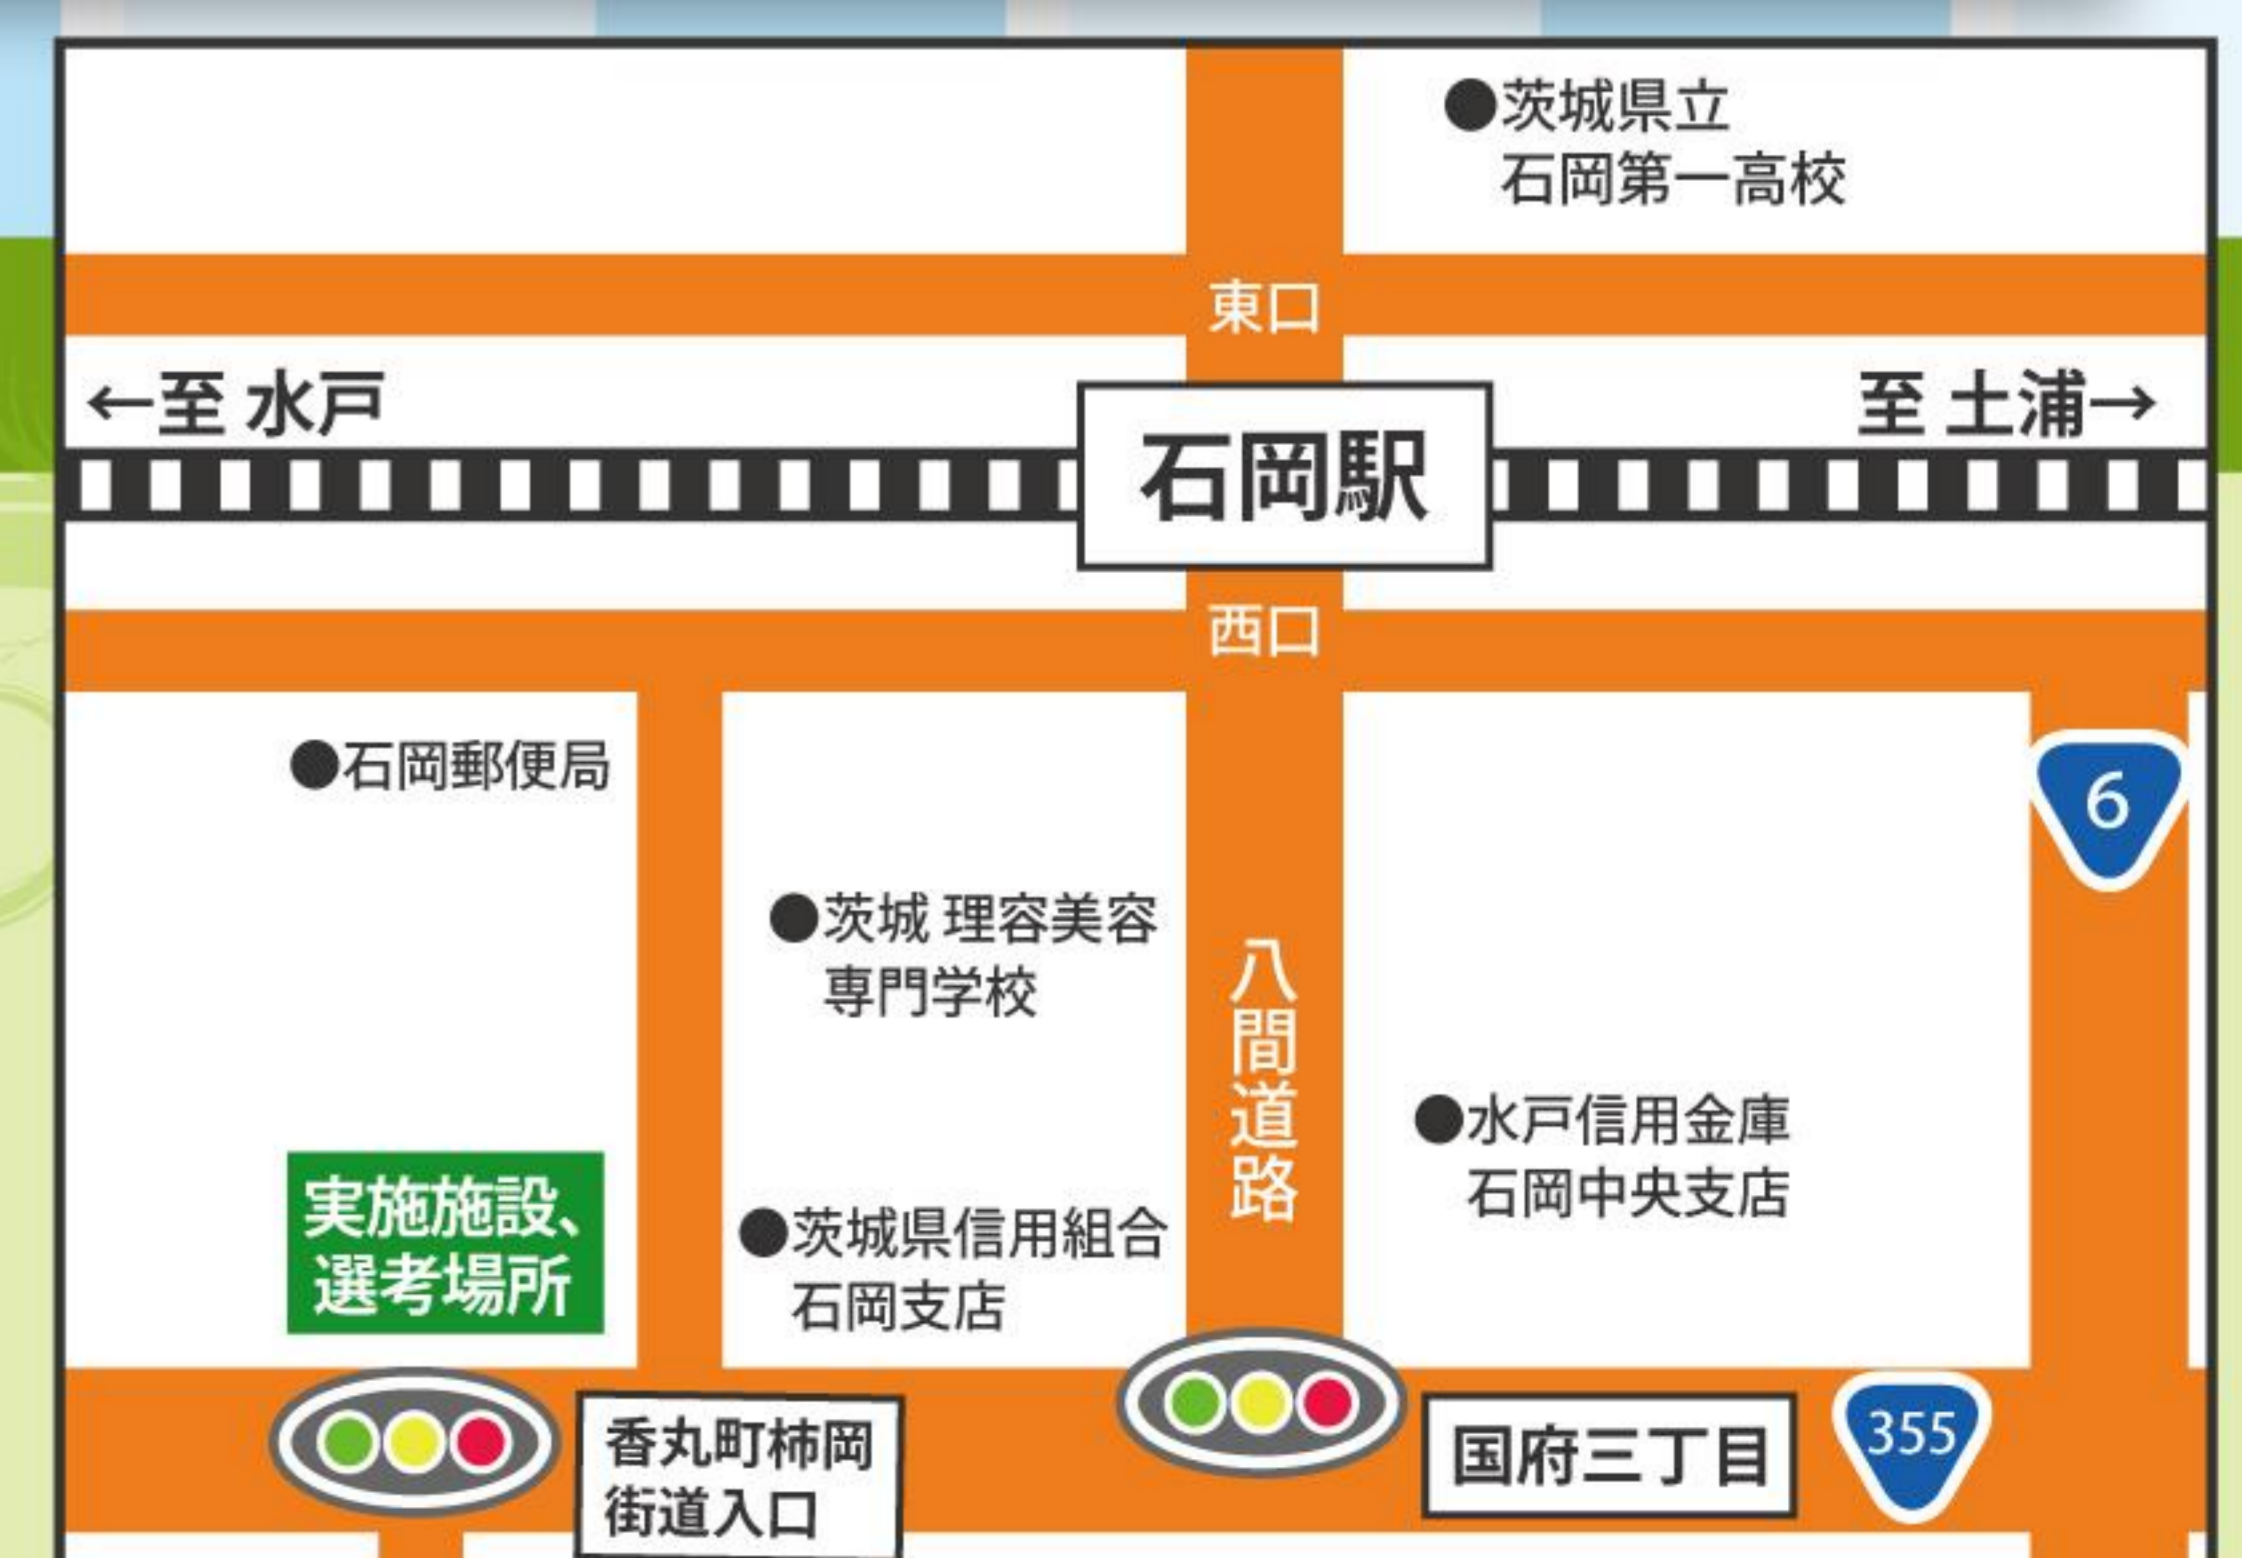 ●茨城県立
石岡第一高校
東口
←至 水戸
至 土浦→
石岡駅
西口
●石岡郵便局
6
●茨城 理容美容
専門学校
八間道路
●水戸信用金庫
石岡中央支店
実施施設、
選考場所
●茨城県信用組合
石岡支店
香丸町柿岡
街道入口
国府三丁目
355